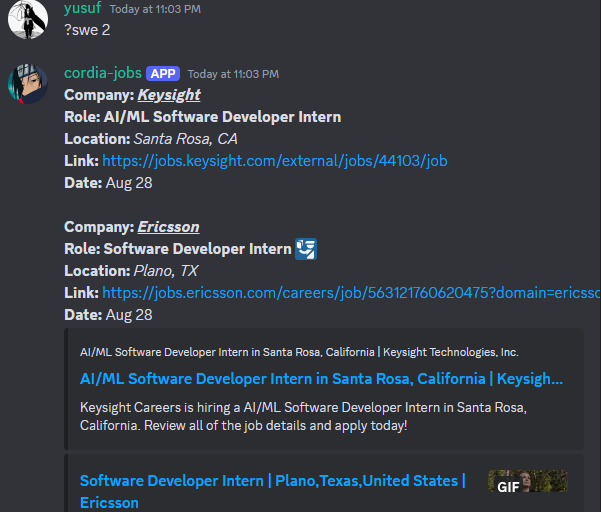 yusuf Today at 11:03 PM
?swe 2
cordia-jobs APP Today at 11:03 PM
Company: Keysight
Role: AI/ML Software Developer Intern
Location: Santa Rosa, CA
Link: https://jobs.keysight.com/external/jobs/44103/job
Date: Aug 28
Company: Ericsson
Role: Software Developer Intern
Location: Plano, TX
Link: https://jobs.ericsson.com/careers/job/563121760620475?domain=ericsso
Date: Aug 28
AI/ML Software Developer Intern in Santa Rosa, California | Keysight Technologies, Inc.
AI/ML Software Developer Intern in Santa Rosa, California | Keysigh...
Keysight Careers is hiring a AI/ML Software Developer Intern in Santa Rosa,
California. Review all of the job details and apply today!
Software Developer Intern | Plano,Texas,United States |
GIF
Ericsson